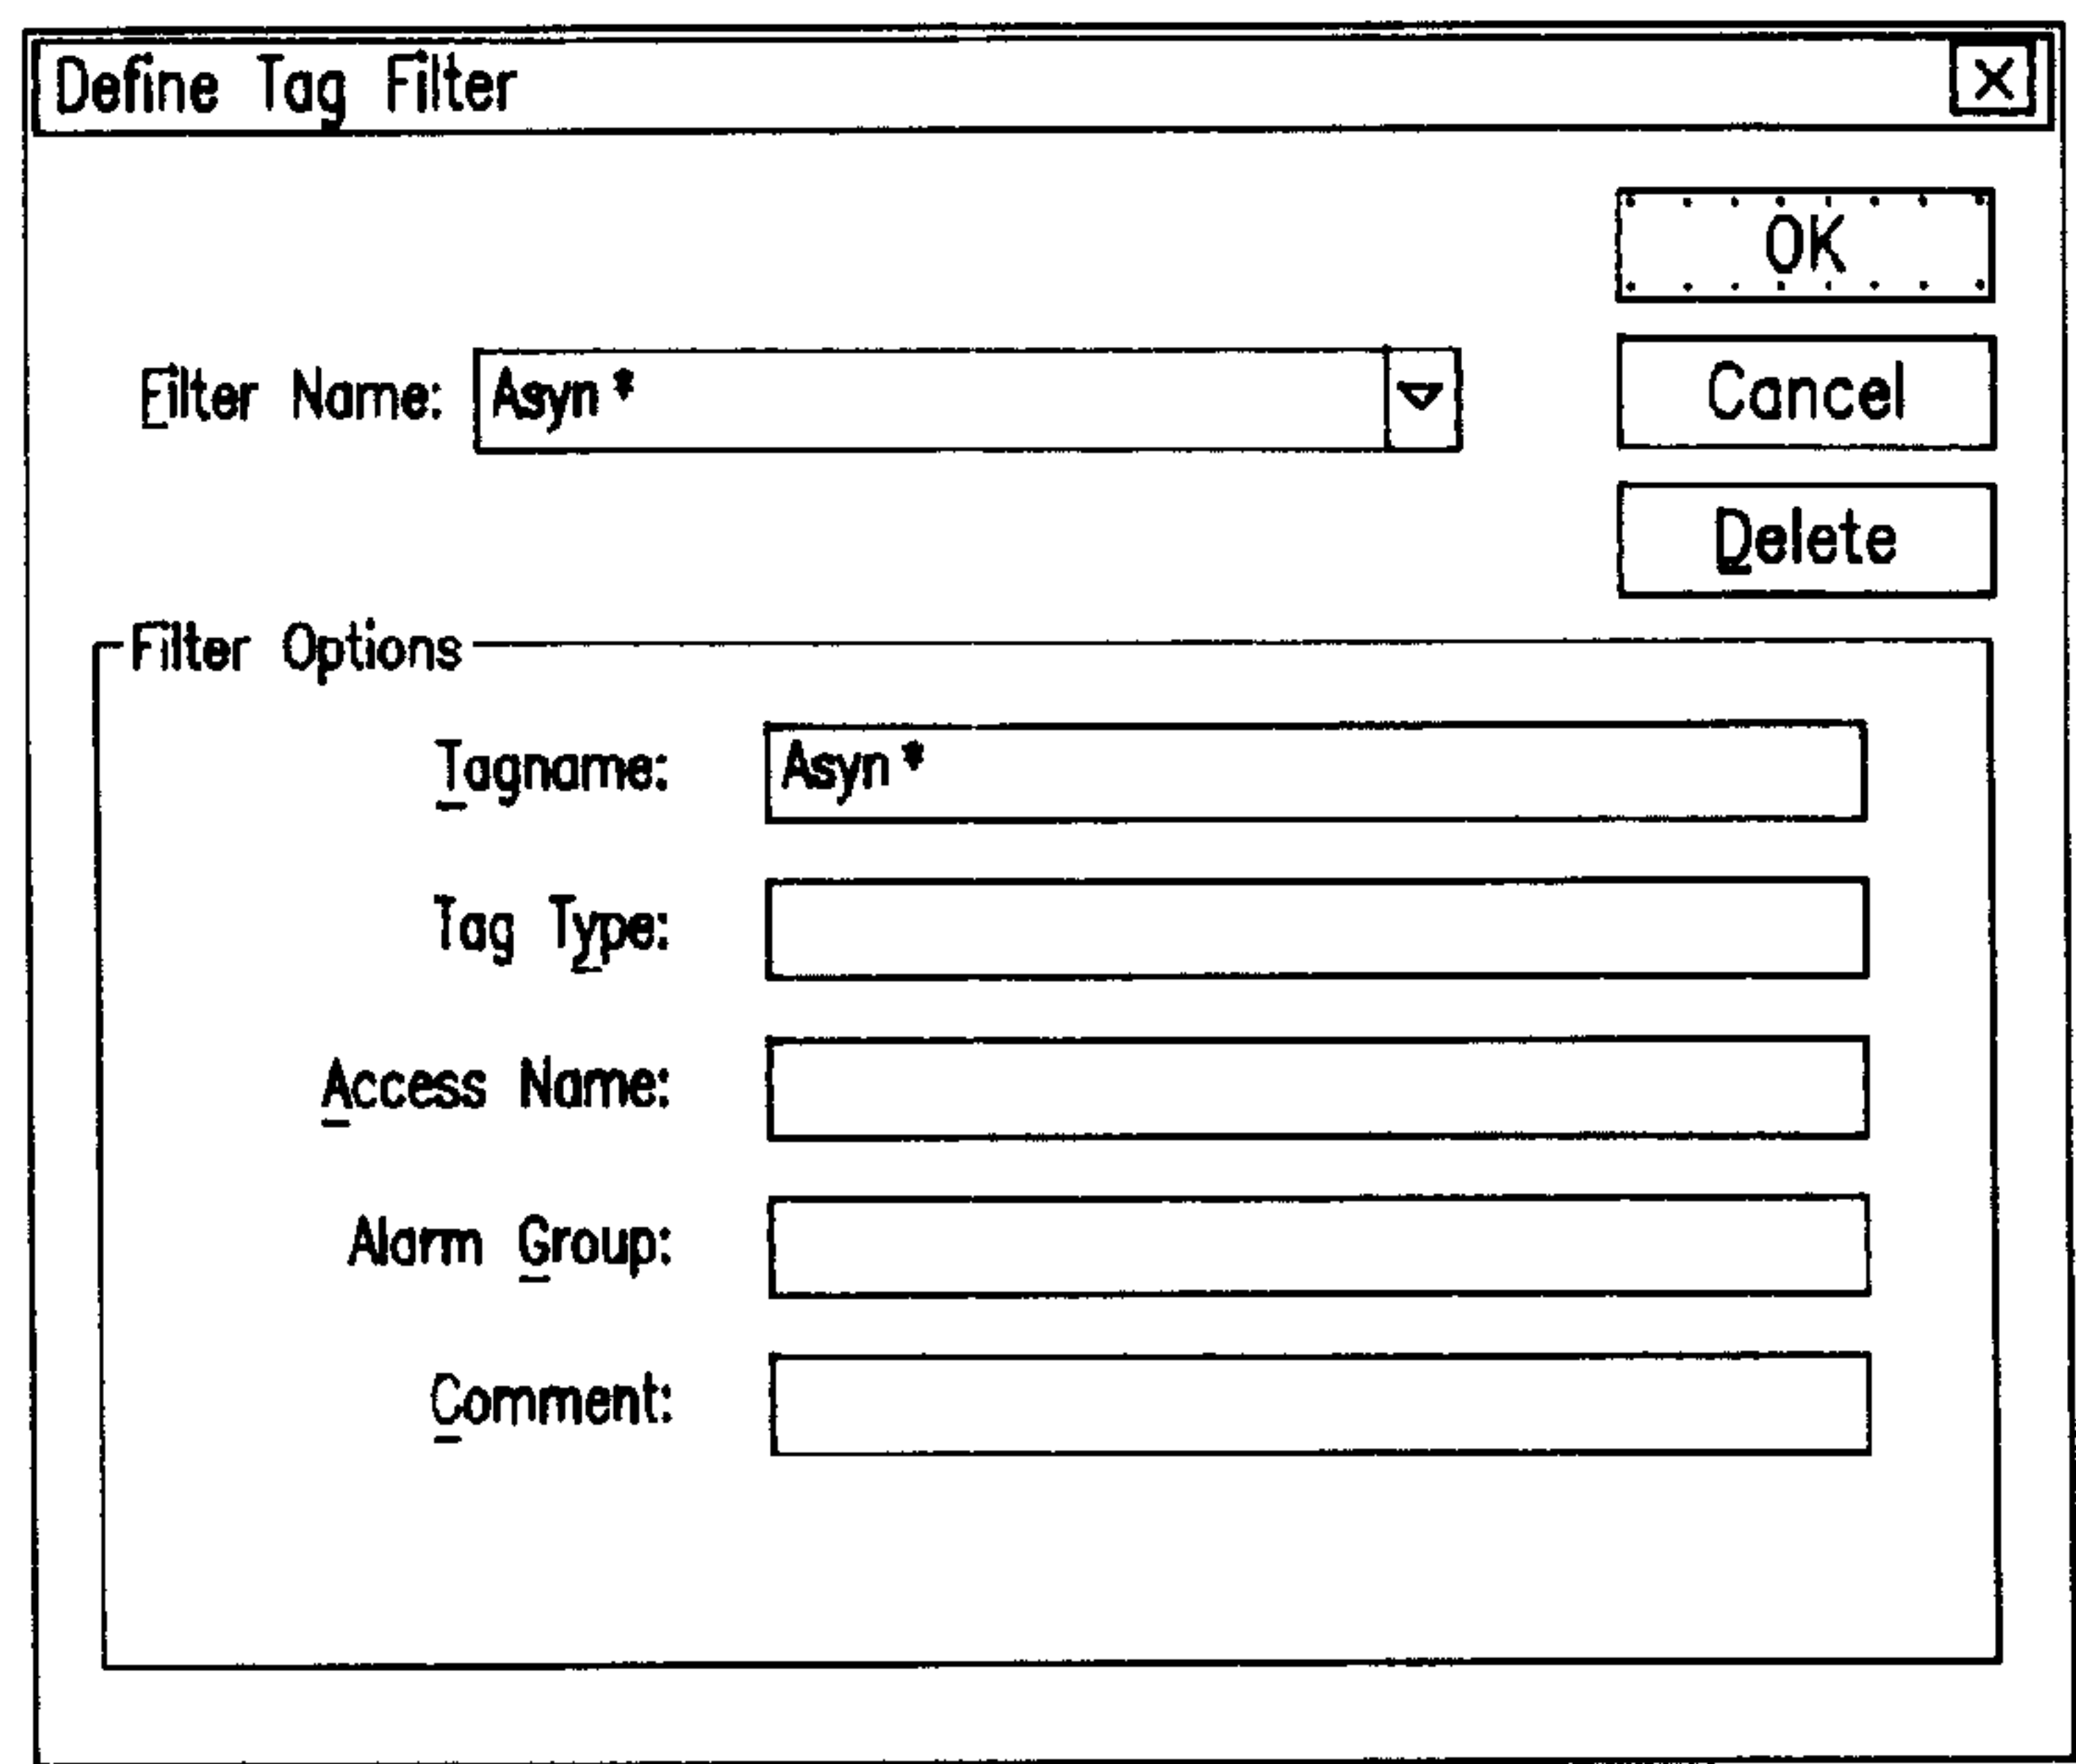 Define Tag Filter
OK
Filter Name: Asyn*
Cancel
Delete
Filter Options
Tagname: Asyn*
Tag Type:
Access Name:
Alarm Group:
Comment: